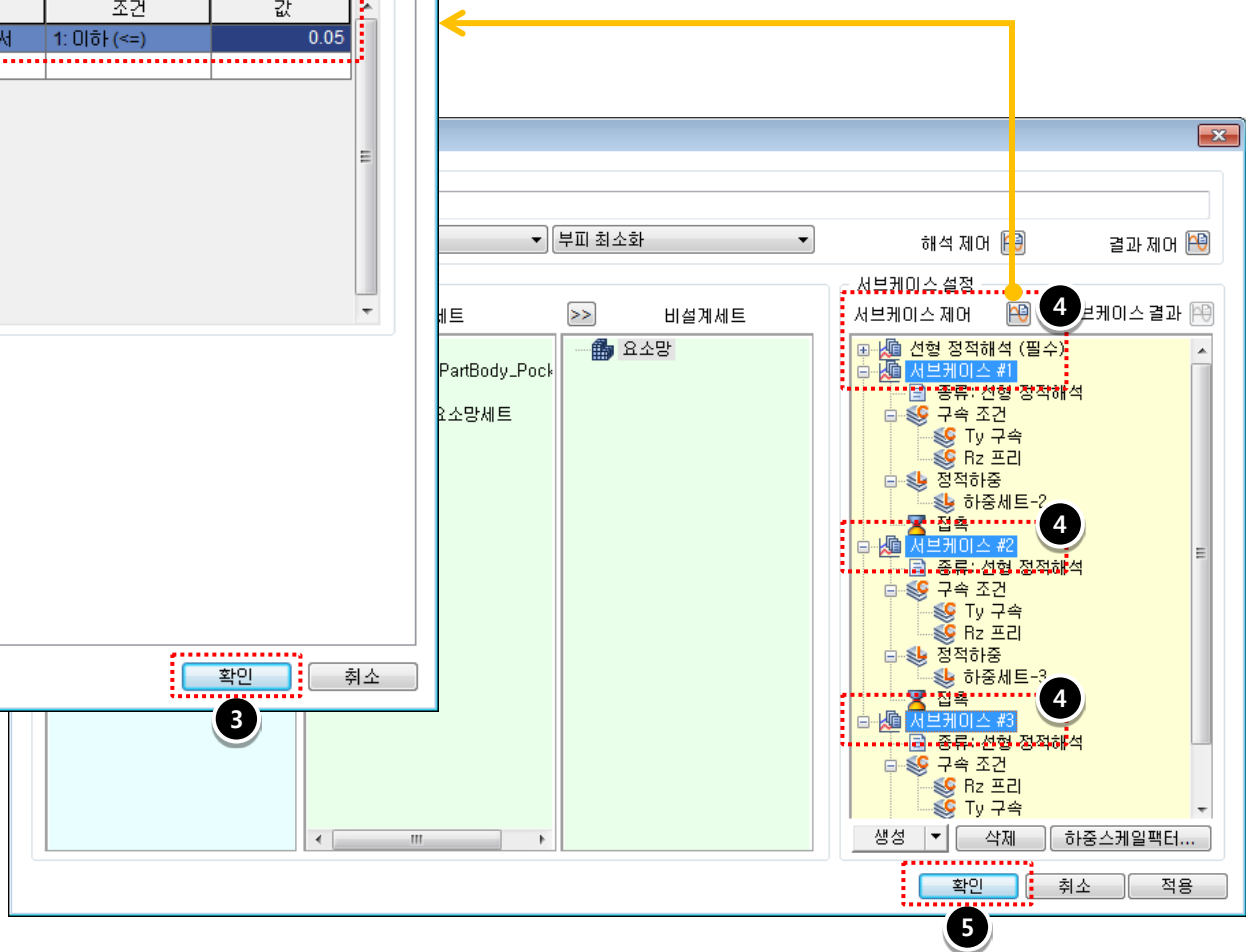 조건 값
서 1: 이하 (<=) 0.05
확인 취소
3
부피 최소화 해석 제어 결과 제어
서브케이스 설정
세트 >> 비설계세트 서브케이스 제어 4 브케이스 결과
PartBody_Pock
요소망세트
요소망
선형 정적해석 (필수)
서브케이스 #1
종류: 선형 정적해석
구속 조건
Ty 구속
Rz 프리
정적하중
하중세트-2
접촉
4
서브케이스 #2
종류: 선형 정적해석
구속 조건
Ty 구속
Rz 프리
정적하중
하중세트-3
접촉
4
서브케이스 #3
종류: 선형 정적해석
구속 조건
Rz 프리
Ty 구속
생성 삭제 하중스케일팩터...
확인 취소 적용
5